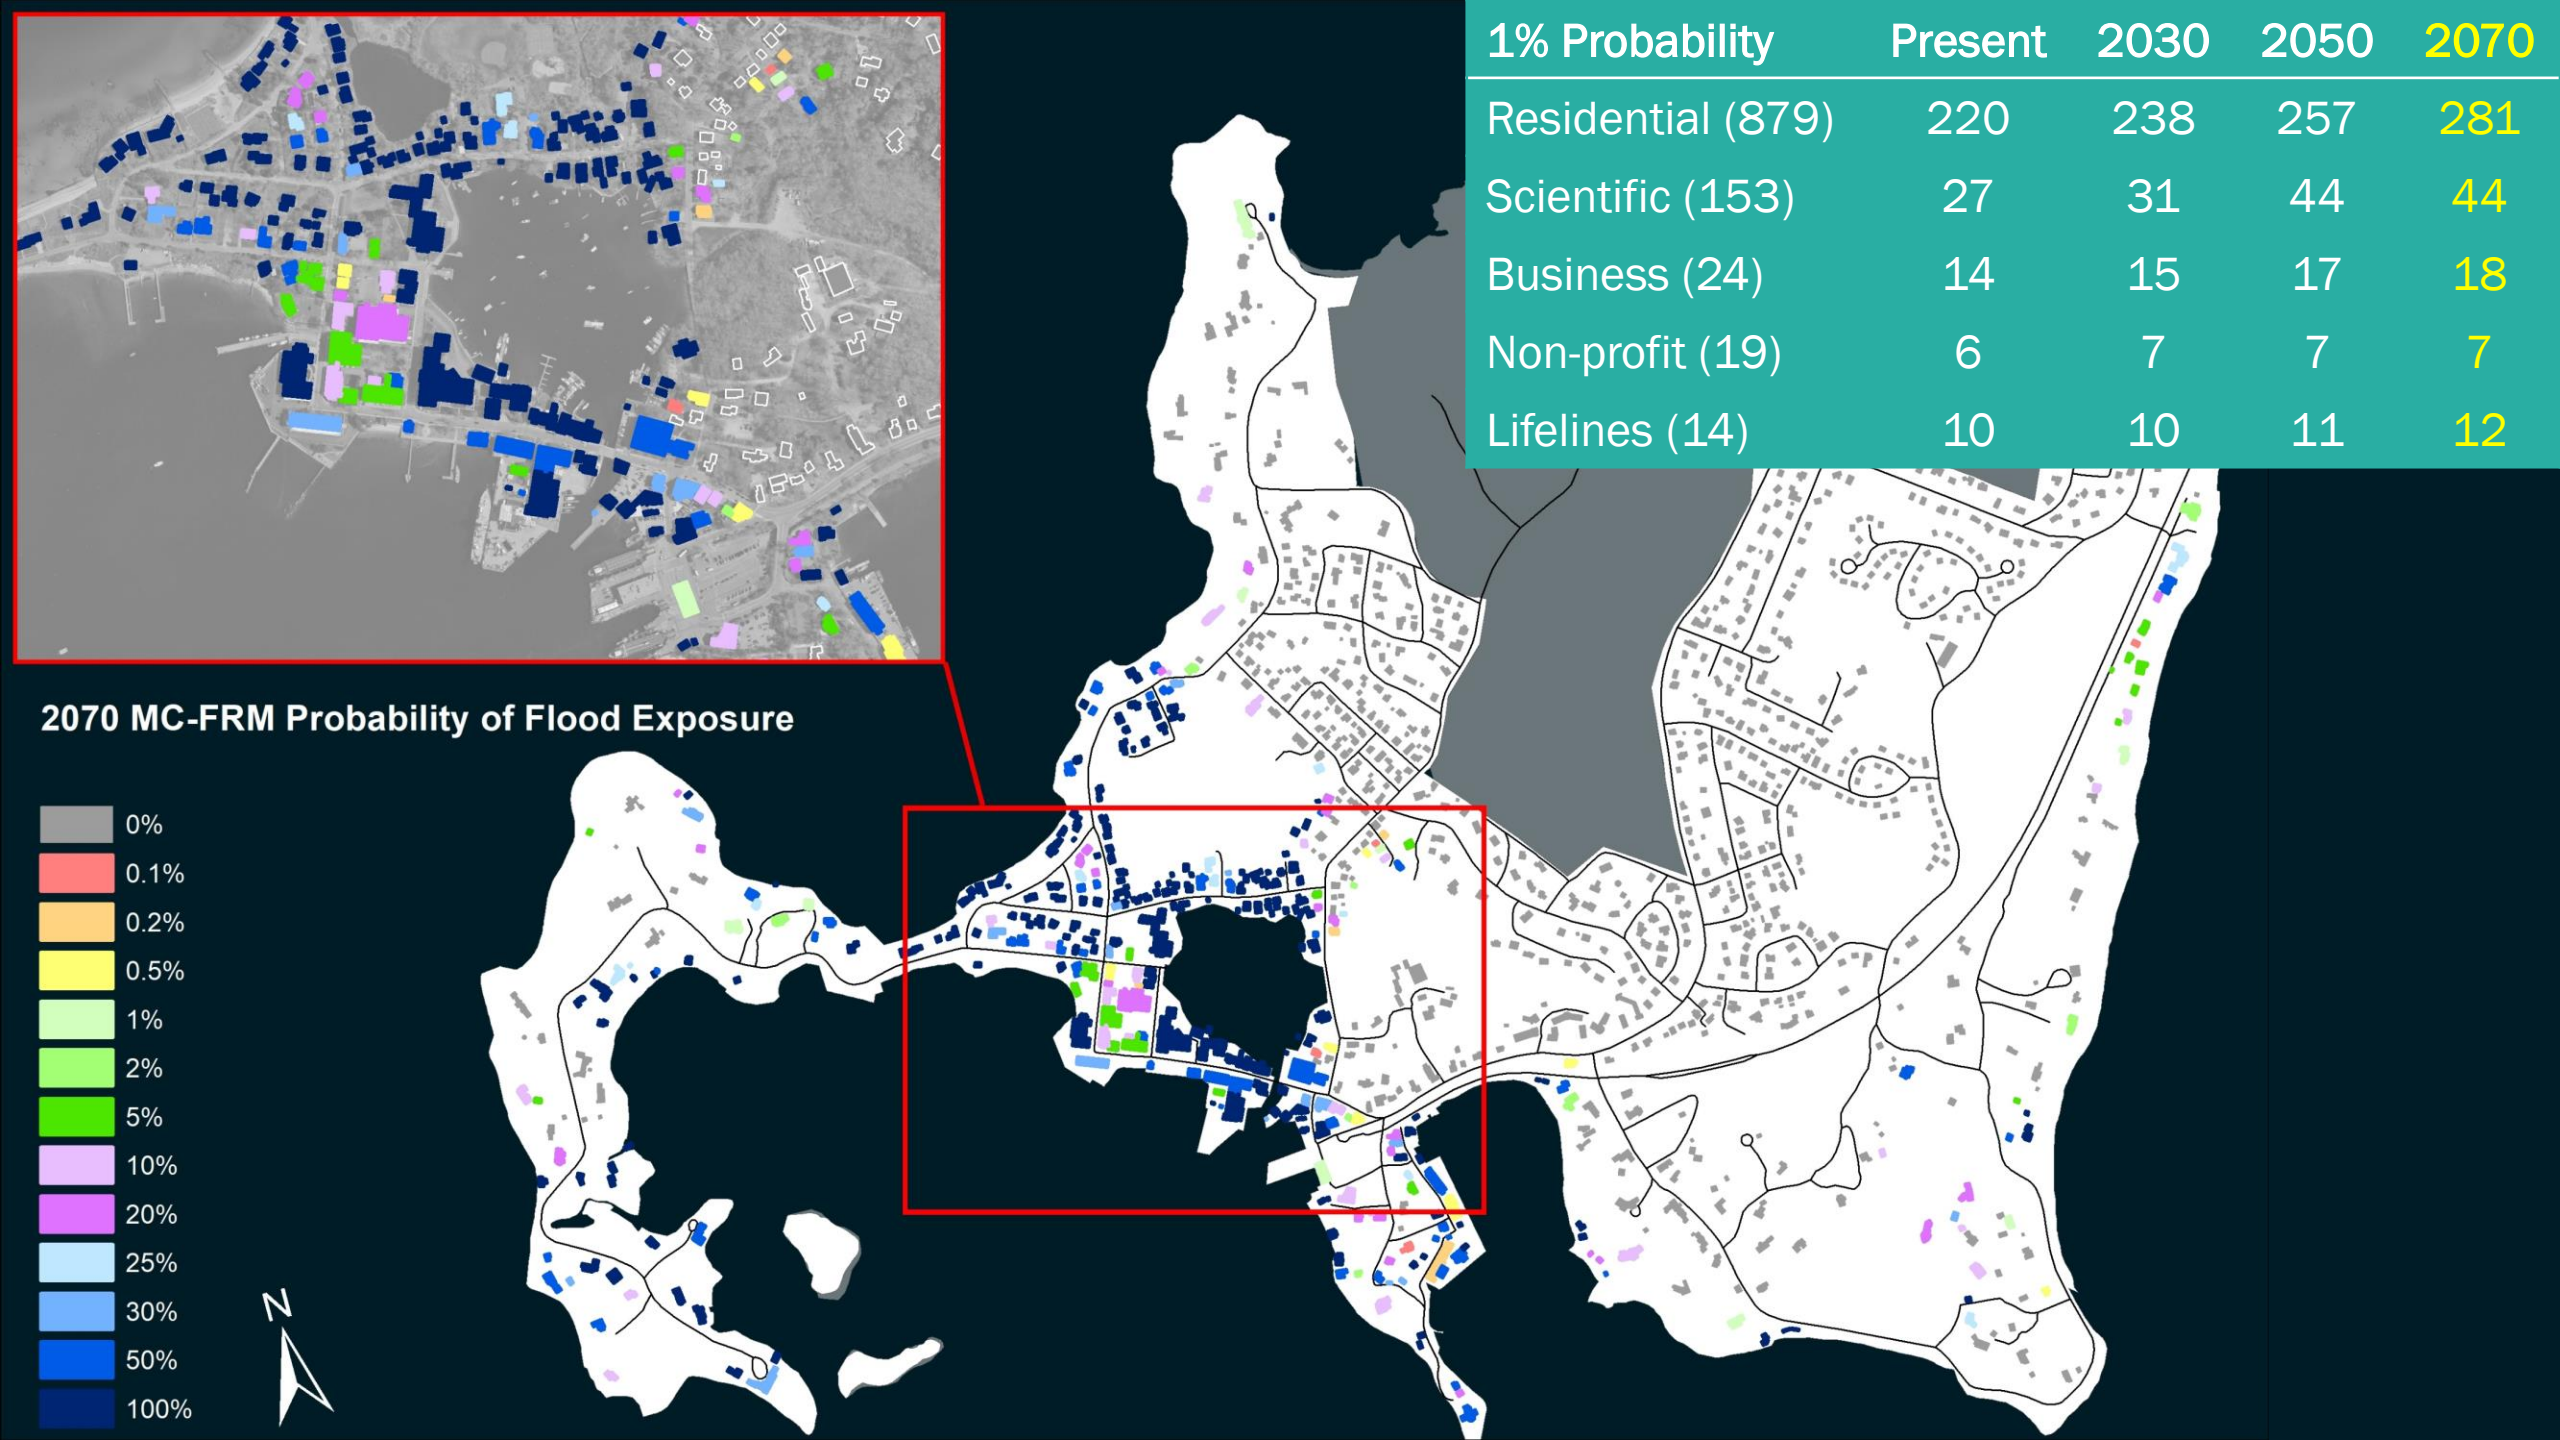 1% Probability Present 2030 2050 2070
Residential (879) 220 238 257 281
Scientific (153) 27 31 44 44
Business (24) 14 15 17 18
Non-profit (19) 6 7 7 7
Lifelines (14) 10 10 11 12
2070 MC-FRM Probability of Flood Exposure
0%
0.1%
0.2%
0.5%
1%
2%
5%
10%
20%
25%
30%
50%
100%
N